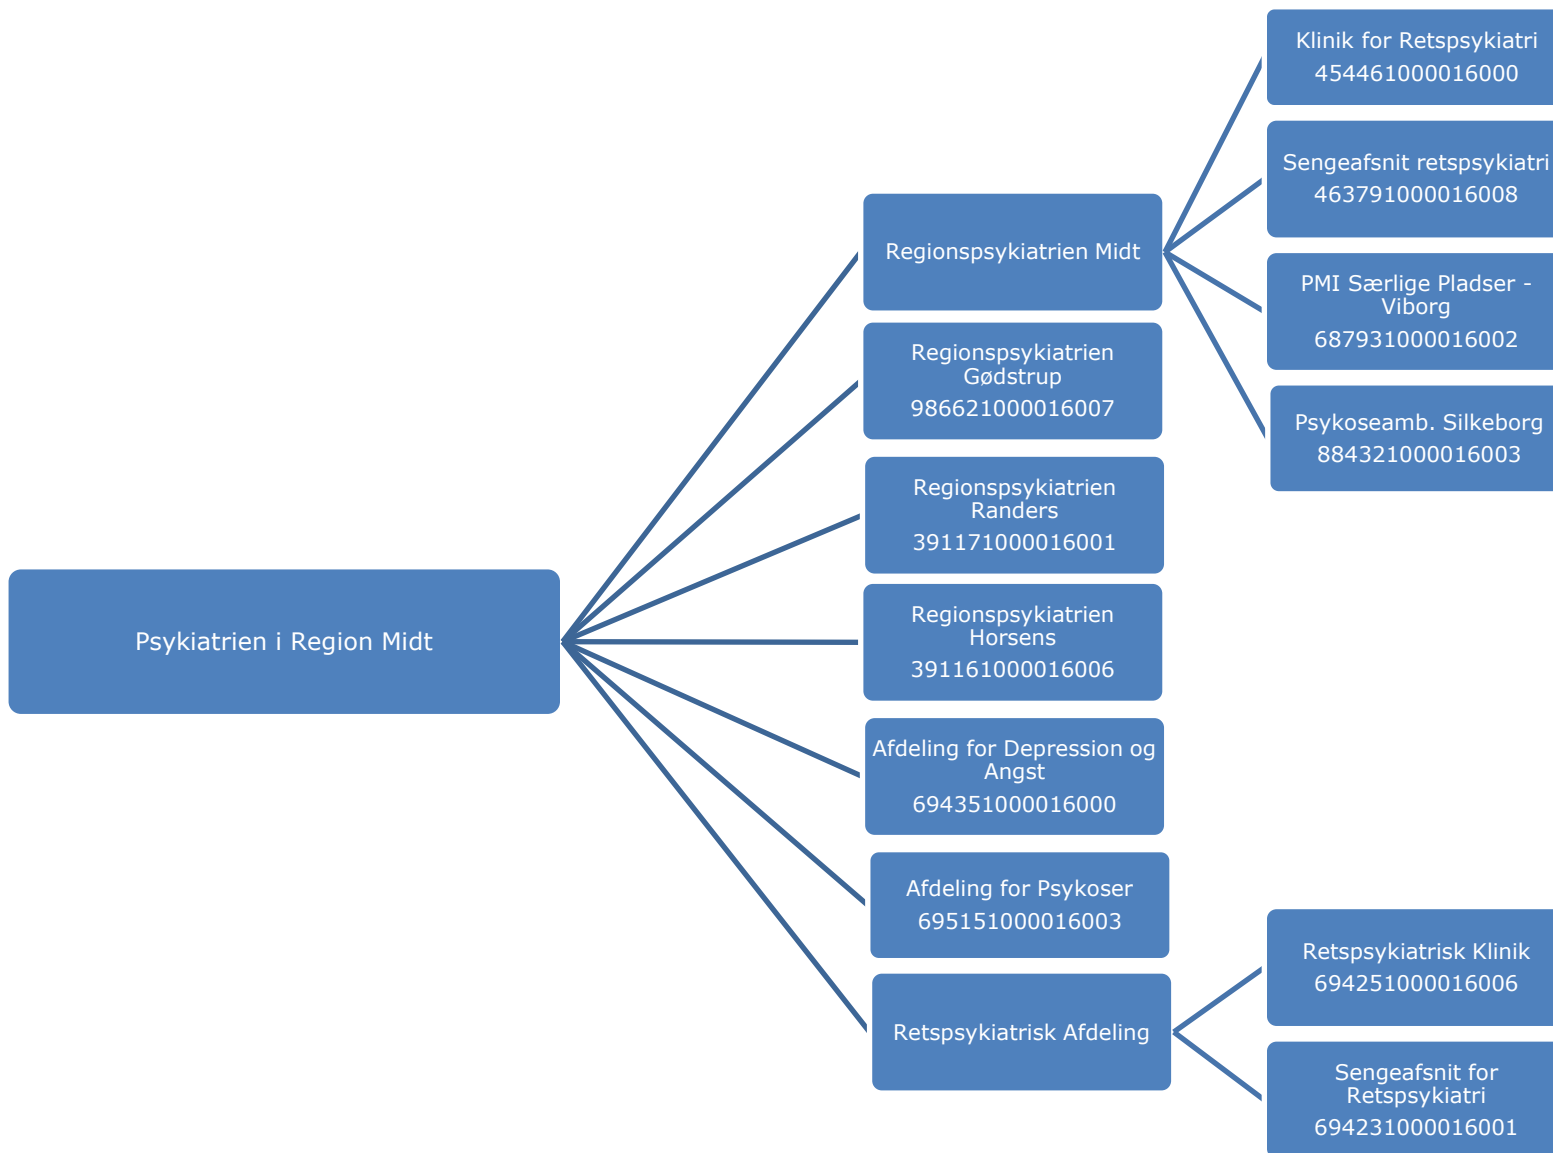 Psykiatrien i Region Midt
Regionspsykiatrien Midt
Klinik for Retspsykiatri
454461000016000
Sengeafsnit retspsykiatri
463791000016008
PMI Særlige Pladser -
Viborg
687931000016002
Psykoseamb. Silkeborg
884321000016003
Regionspsykiatrien
Gødstrup
986621000016007
Regionspsykiatrien
Randers
391171000016001
Regionspsykiatrien
Horsens
391161000016006
Afdeling for Depression og
Angst
694351000016000
Afdeling for Psykoser
695151000016003
Retspsykiatrisk Afdeling
Retspsykiatrisk Klinik
694251000016006
Sengeafsnit for
Retspsykiatri
694231000016001